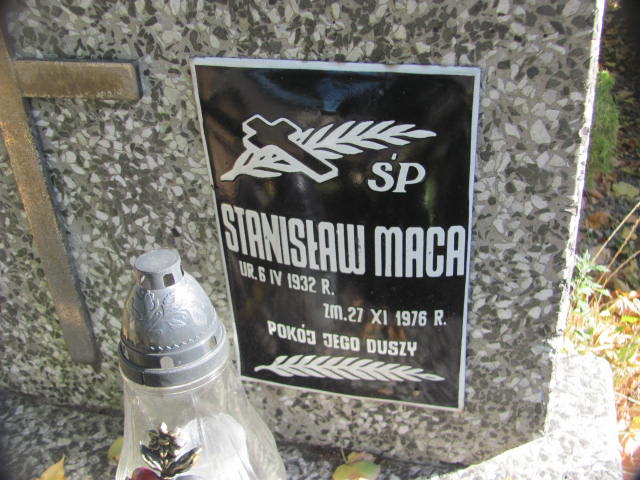 ŚP
STANISŁAW MACA
UR. 6 IV 1932 R.
ZM. 27 XI 1976 R.
POKÓJ JEGO DUSZY